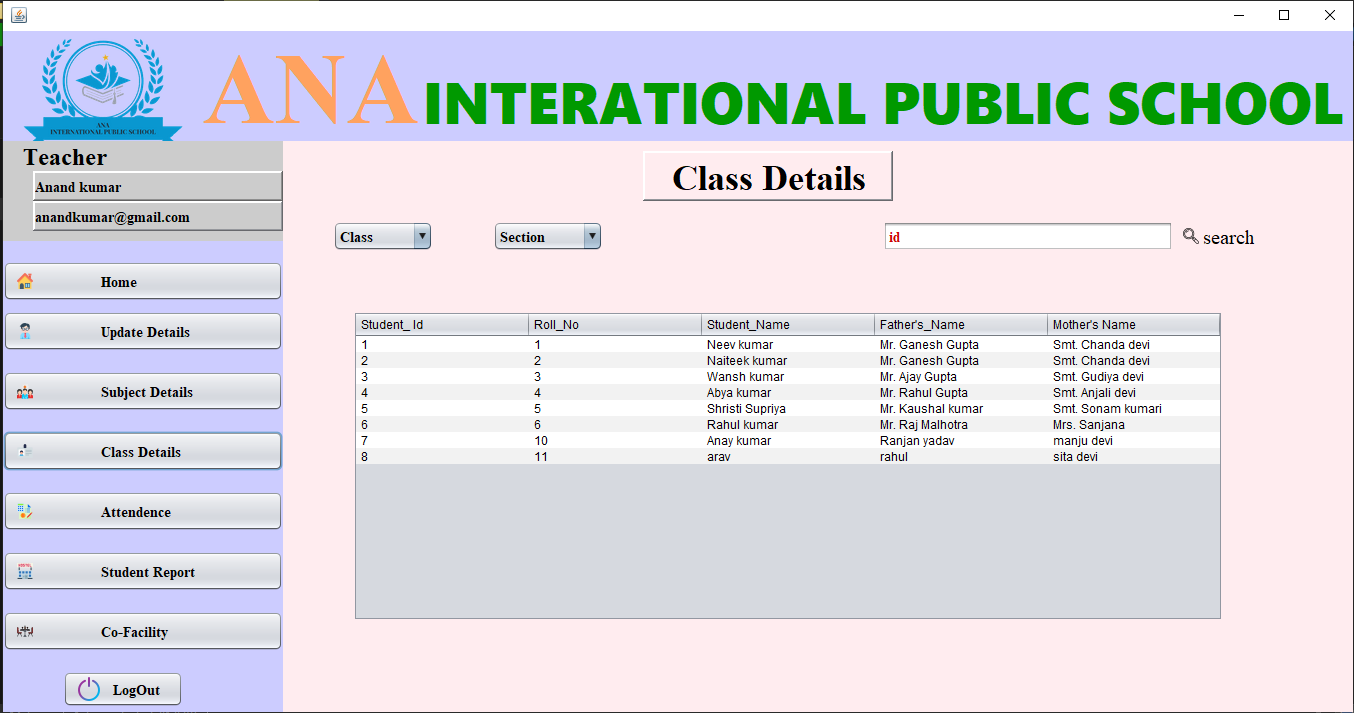 ANA INTERATIONAL PUBLIC SCHOOL
ANA
INTERNATIONAL PUBLIC SCHOOL
Teacher
Anand kumar
anandkumar@gmail.com
Home
Update Details
Subject Details
Class Details
Attendence
Student Report
Co-Facility
LogOut
Class Details
Class Section id search
Student_ Id Roll_No Student_Name Father's_Name Mother's Name
1 1 Neev kumar Mr. Ganesh Gupta Smt. Chanda devi
2 2 Naiteek kumar Mr. Ganesh Gupta Smt. Chanda devi
3 3 Wansh kumar Mr. Ajay Gupta Smt. Gudiya devi
4 4 Abya kumar Mr. Rahul Gupta Smt. Anjali devi
5 5 Shristi Supriya Mr. Kaushal kumar Smt. Sonam kumari
6 6 Rahul kumar Mr. Raj Malhotra Mrs. Sanjana
7 10 Anay kumar Ranjan yadav manju devi
8 11 arav rahul sita devi